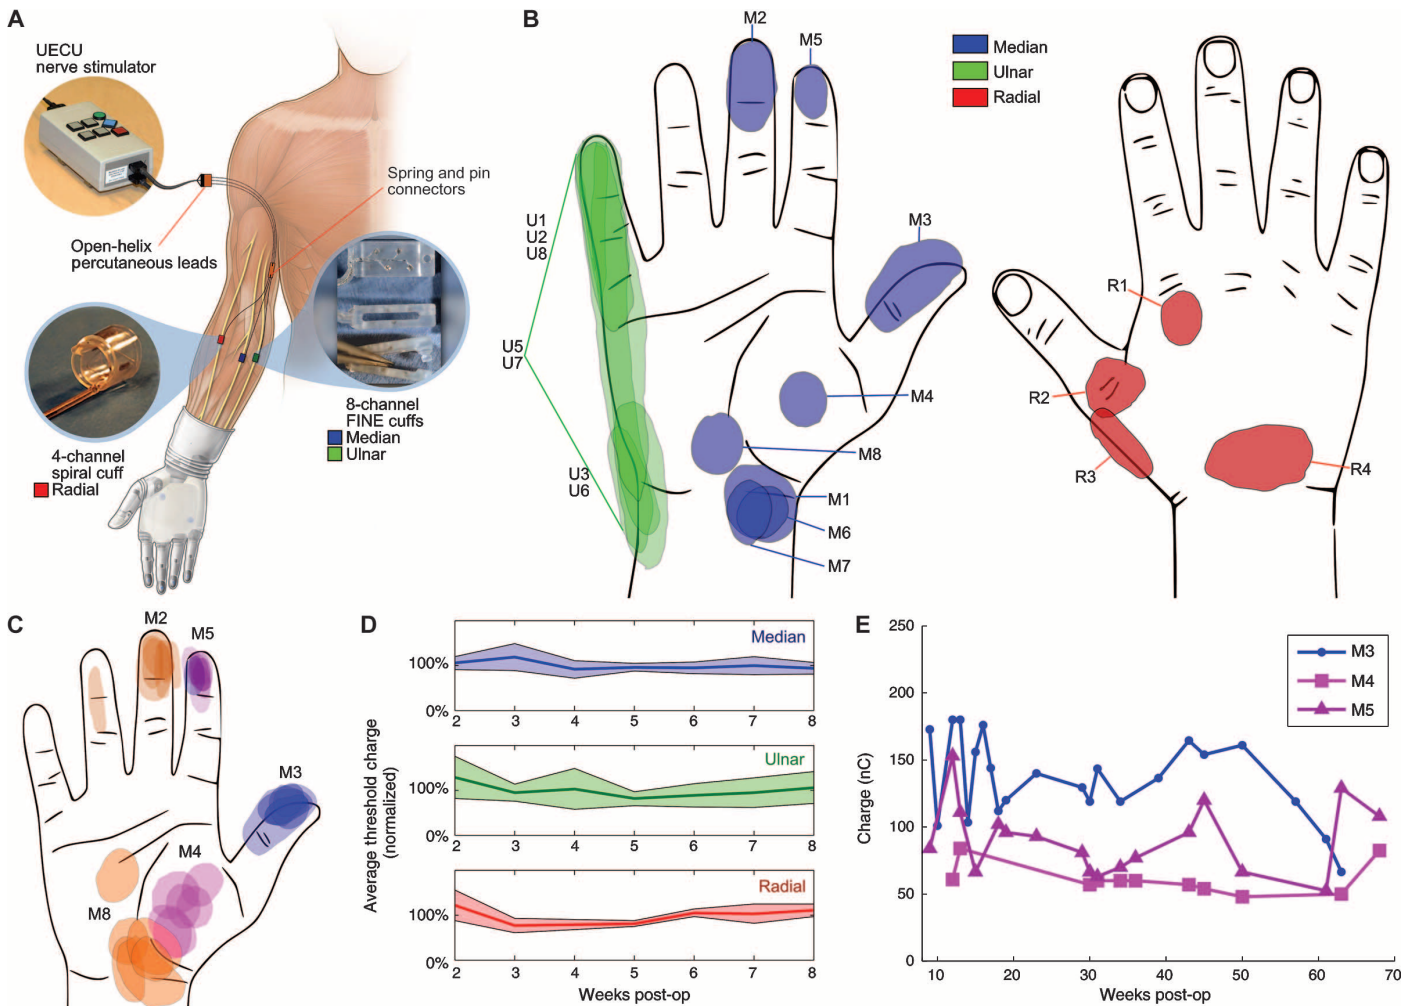 A
UECU
nerve stimulator
Spring and pin
connectors
Open-helix
percutaneous leads
4-channel
spiral cuff
Radial
8-channel
FINE cuffs
Median
Ulnar
B
M2
M5
Median
Ulnar
Radial
U1
U2
U8
M3
U5
U7
M4
M8
U3
U6
M1
M6
M7
R1
R2
R3
R4
C
M2
M5
M3
M4
M8
D
Average threshold charge
(normalized)
Median
100%
0%
2 3 4 5 6 7 8
Ulnar
100%
0%
2 3 4 5 6 7 8
Radial
100%
0%
2 3 4 5 6 7 8
Weeks post-op
E
Charge (nC)
250
200
150
100
50
0
M3
M4
M5
10 20 30 40 50 60 70
Weeks post-op